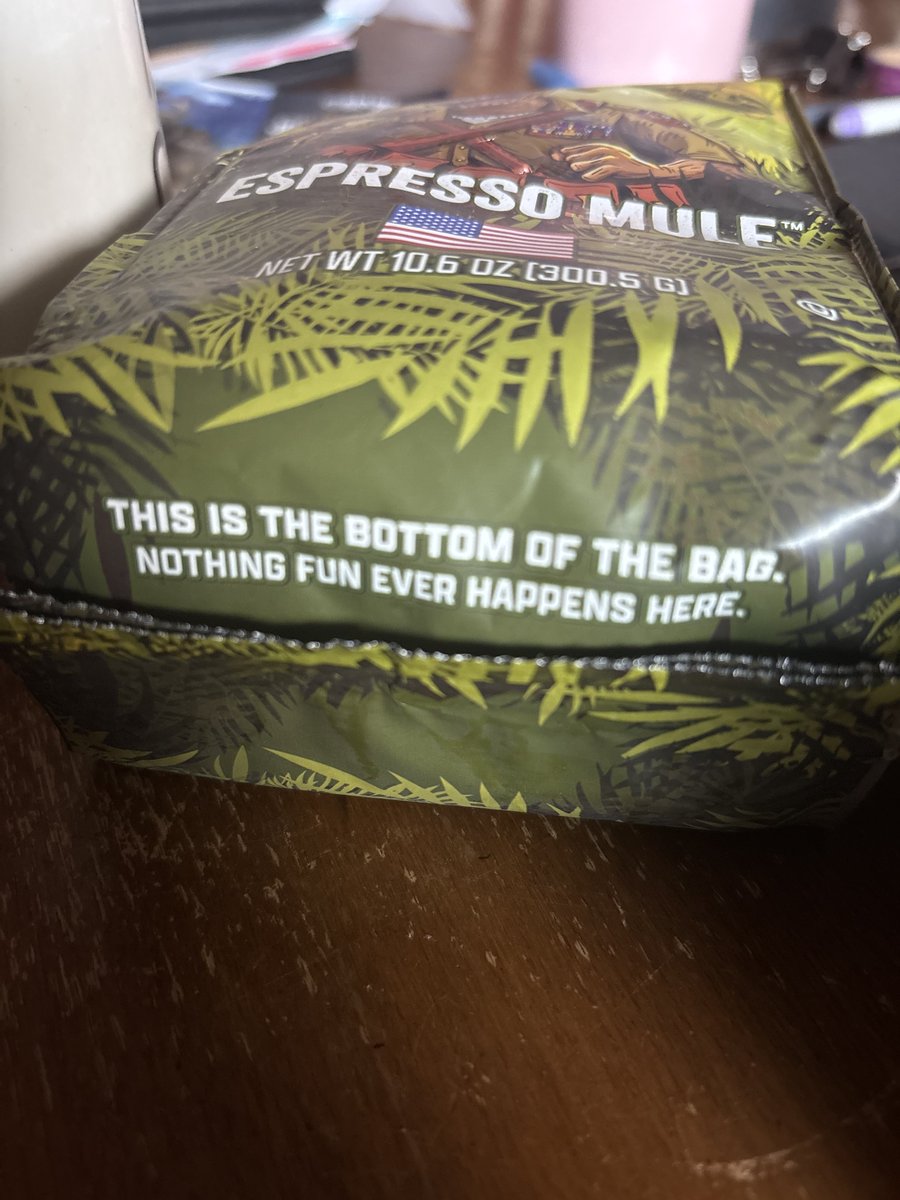 ESPRESSO MULE™
NET WT 10.6 OZ (300.5 G)
THIS IS THE BOTTOM OF THE BAG.
NOTHING FUN EVER HAPPENS HERE.